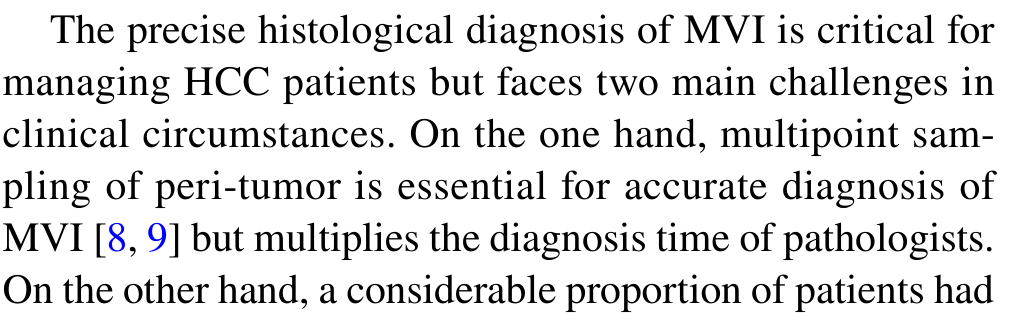 The precise histological diagnosis of MVI is critical for
managing HCC patients but faces two main challenges in
clinical circumstances. On the one hand, multipoint sam-
pling of peri-tumor is essential for accurate diagnosis of
MVI [8, 9] but multiplies the diagnosis time of pathologists.
On the other hand, a considerable proportion of patients had